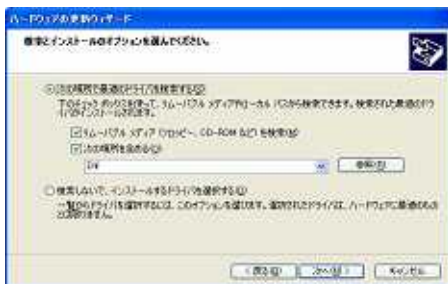 ハードウェアの更新ウィザード
検索とインストールのオプションを選んでください。
次の場所で最適のドライバを検索する(S)
下のチェック ボックスを使って、リムーバブル メディアやローカル パスから検索できます。検索された最適のドラ
イバがインストールされます。
リムーバブル メディア (フロッピー、CD-ROM など) を検索(M)
次の場所を含める(O)
D:¥
参照(R)
検索しないで、インストールするドライバを選択する(D)
一覧からドライバを選択するには、このオプションを選びます。選択されたドライバは、ハードウェアに最適のもの
とは限りません。
< 戻る(B)
次へ(N) >
キャンセル